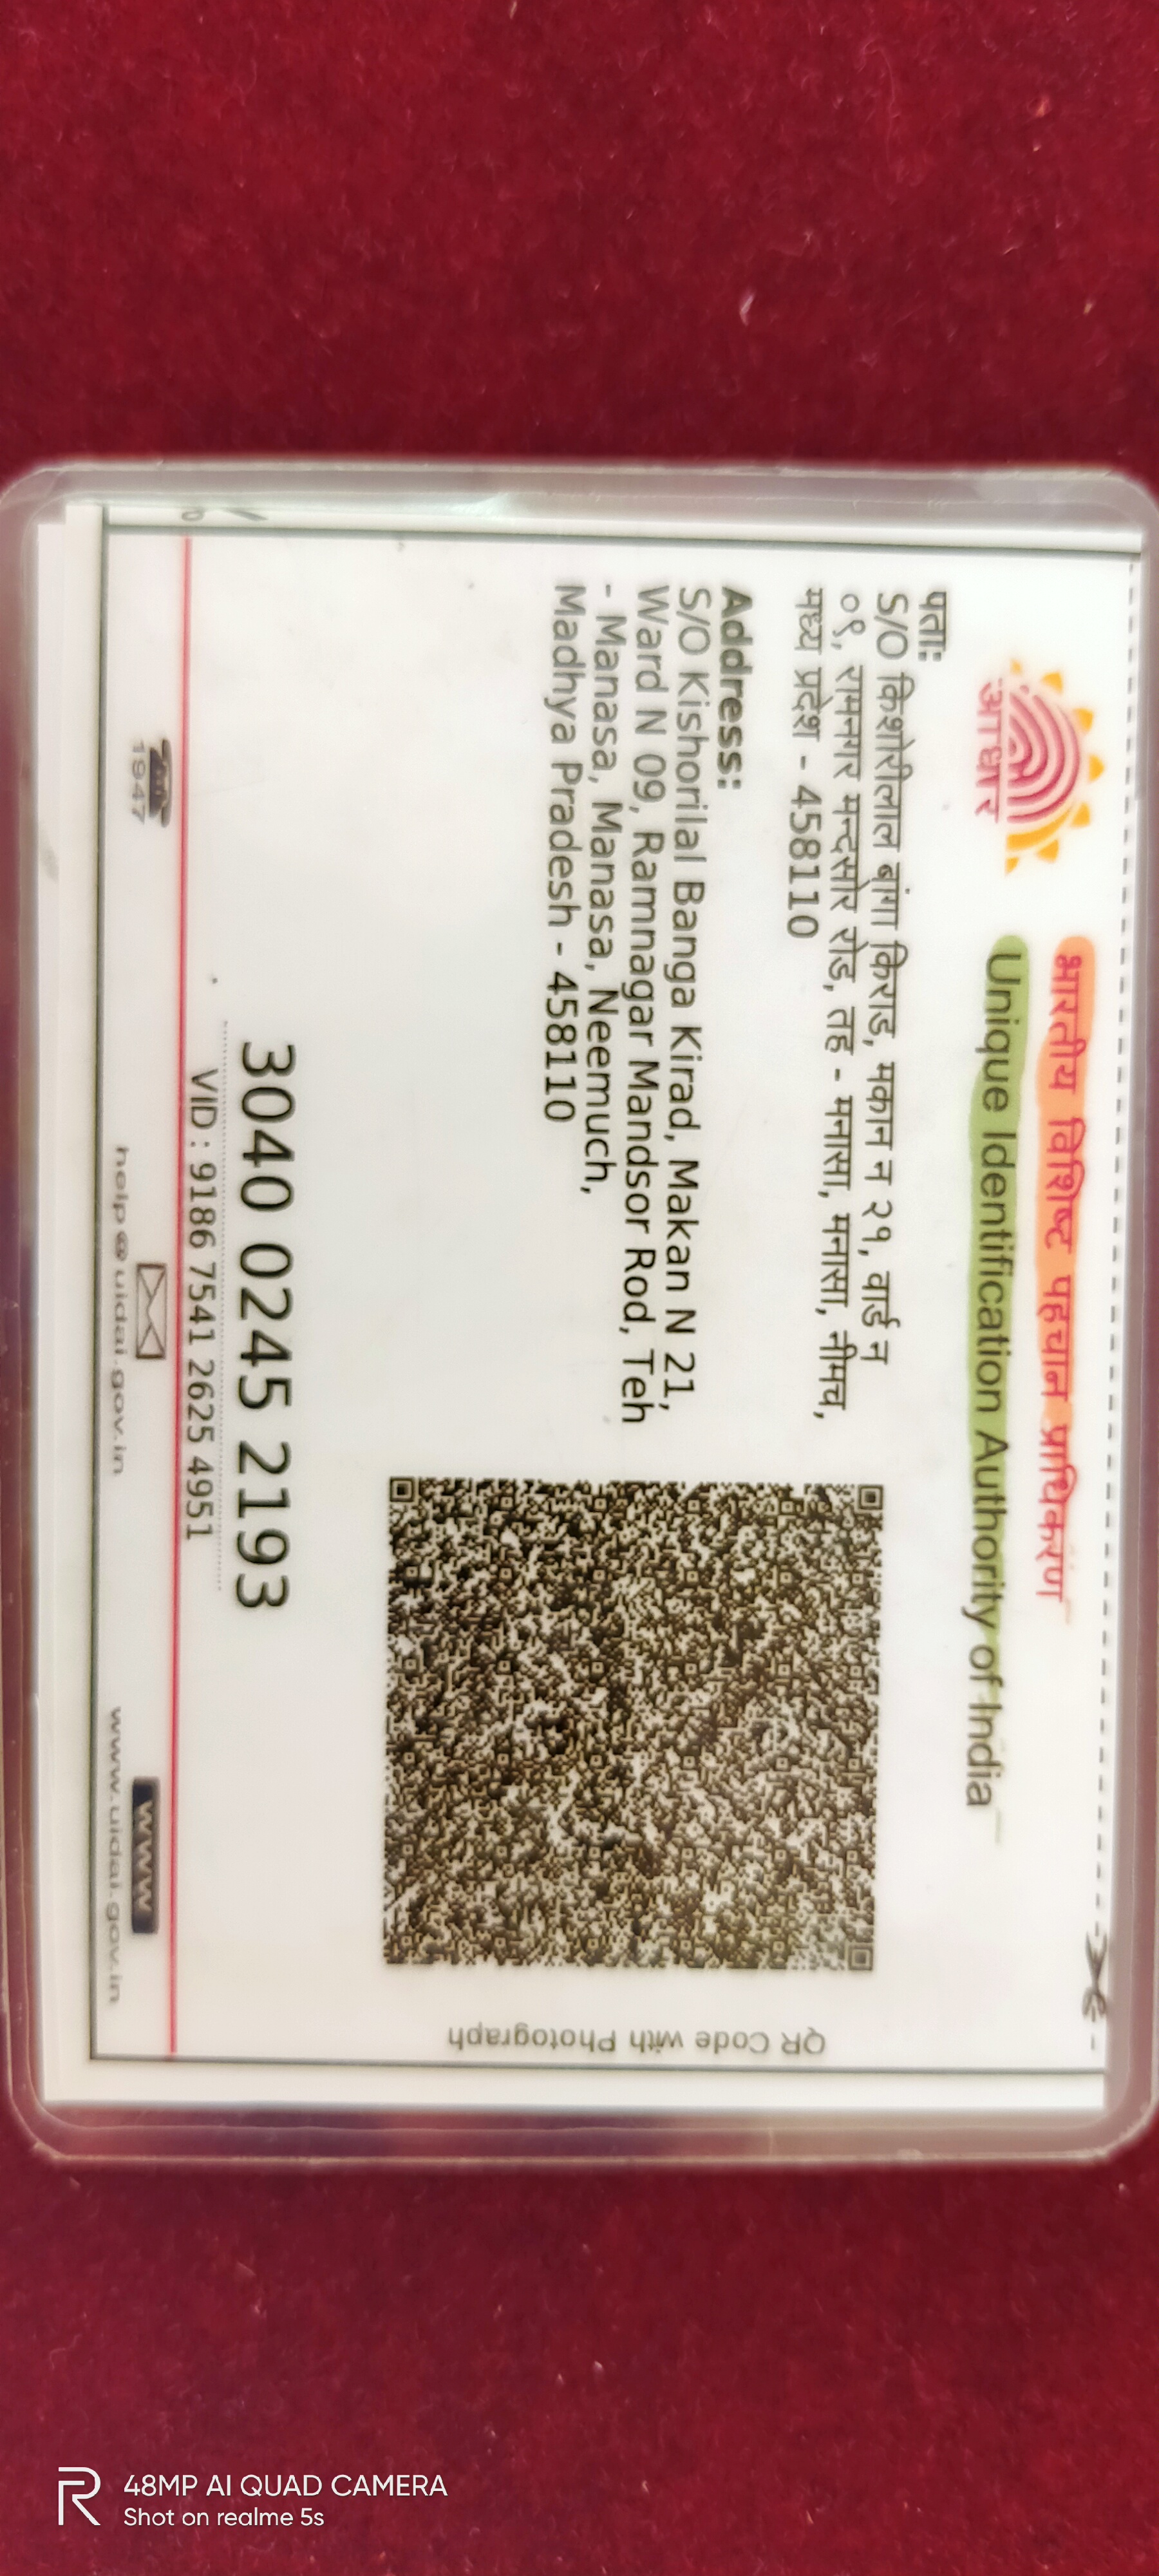 भारतीय विशिष्ट पहचान प्राधिकरण
Unique Identification Authority of India
आधार
पता:
S/O किशोरीलाल बांगा किराड, मकान न २१, वार्ड न
०९, रामनगर मन्दसोर रोड, तह - मनासा, मनासा, नीमच,
मध्य प्रदेश - 458110
Address:
S/O Kishorilal Banga Kirad, Makan N 21,
Ward N 09, Ramnagar Mandsor Rod, Teh
- Manasa, Manasa, Neemuch,
Madhya Pradesh - 458110
QR Code with Photograph
3040 0245 2193
VID : 9186 7541 2625 4951
1947
help@uidai.gov.in
www
www.uidai.gov.in
R
48MP AI QUAD CAMERA
Shot on realme 5s